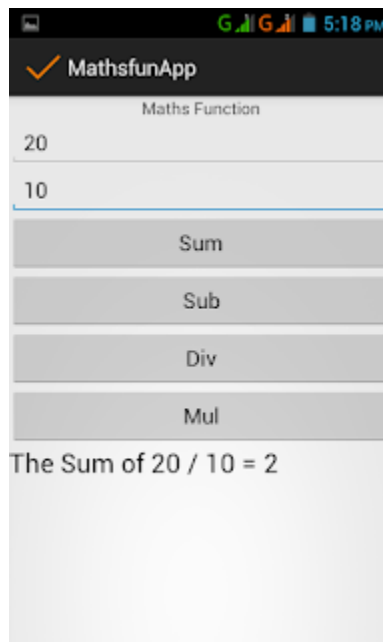 G G 5:18 PM
MathsfunApp
Maths Function
20
10
Sum
Sub
Div
Mul
The Sum of 20 / 10 = 2